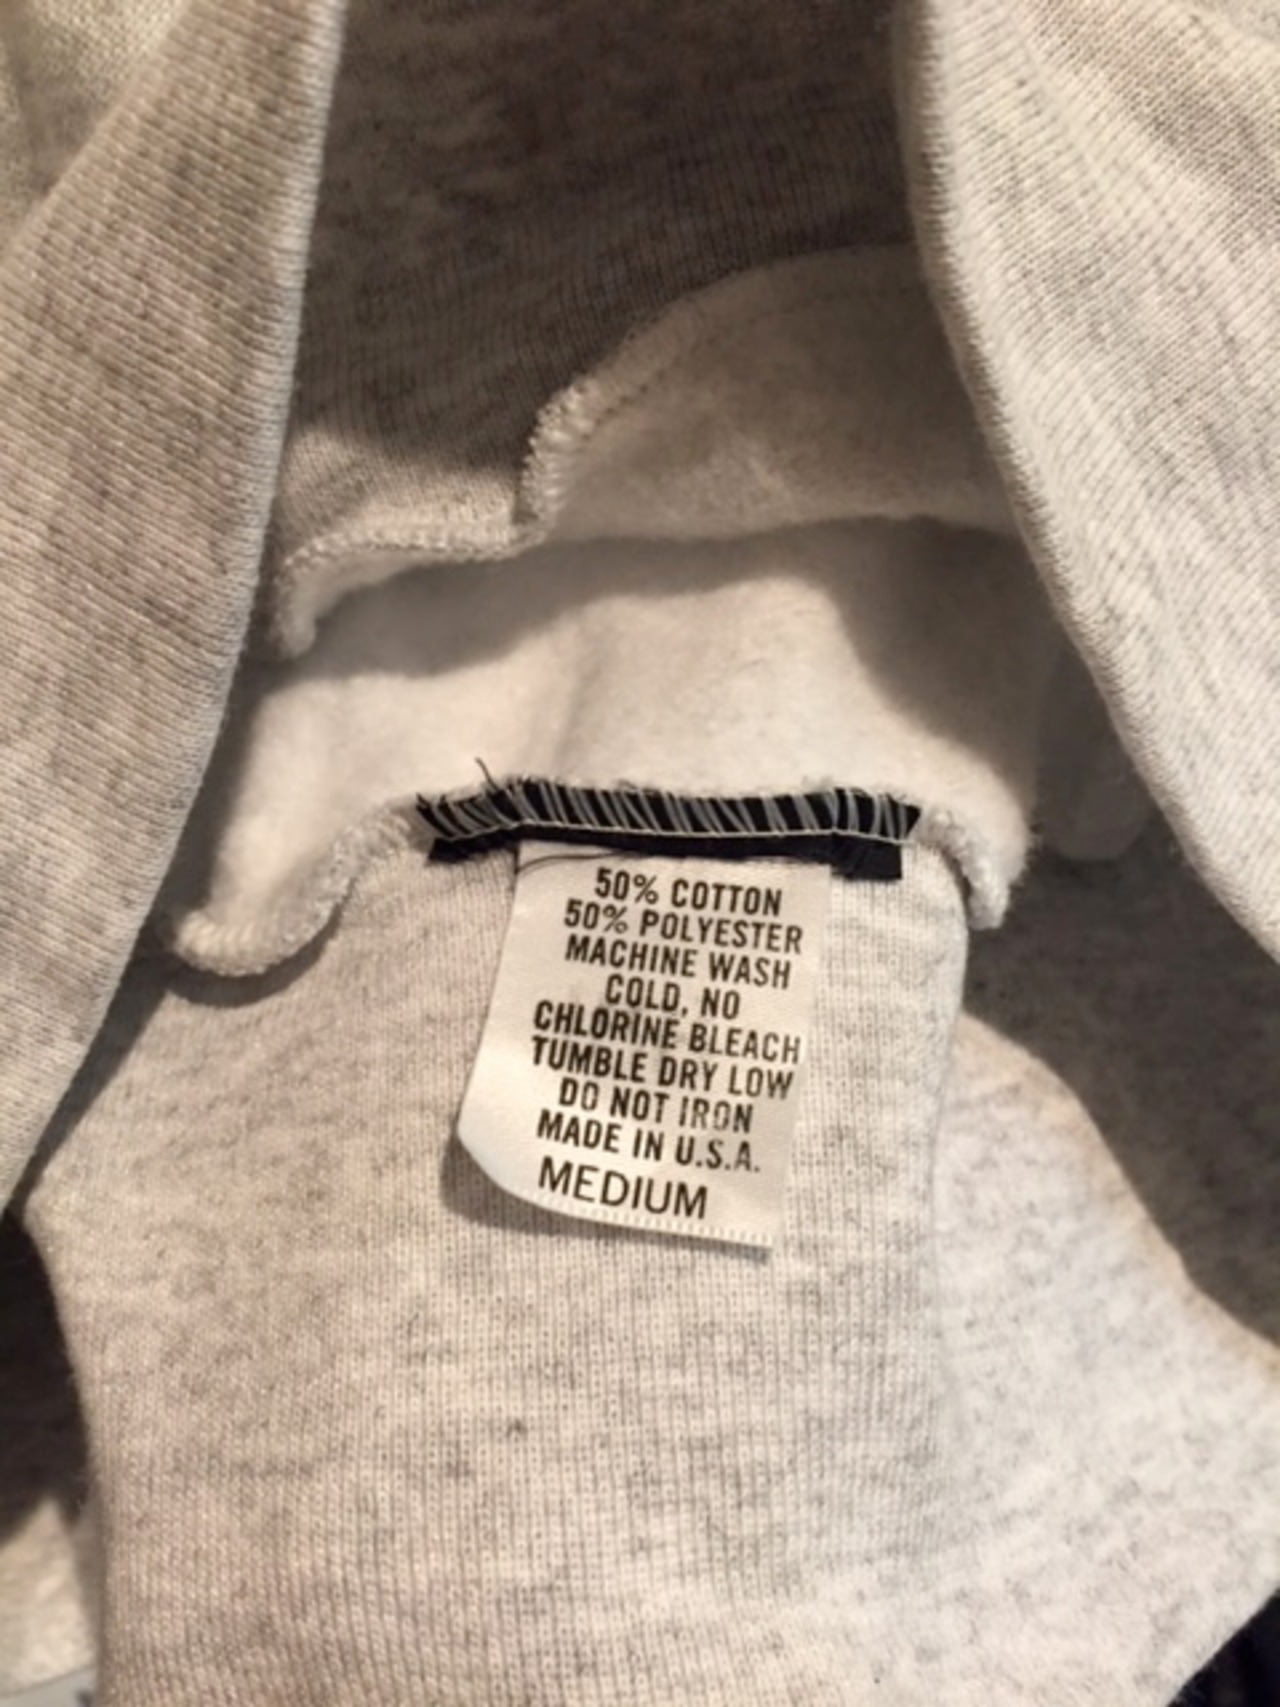 50% COTTON
50% POLYESTER
MACHINE WASH
COLD, NO
CHLORINE BLEACH
TUMBLE DRY LOW
DO NOT IRON
MADE IN U.S.A.
MEDIUM